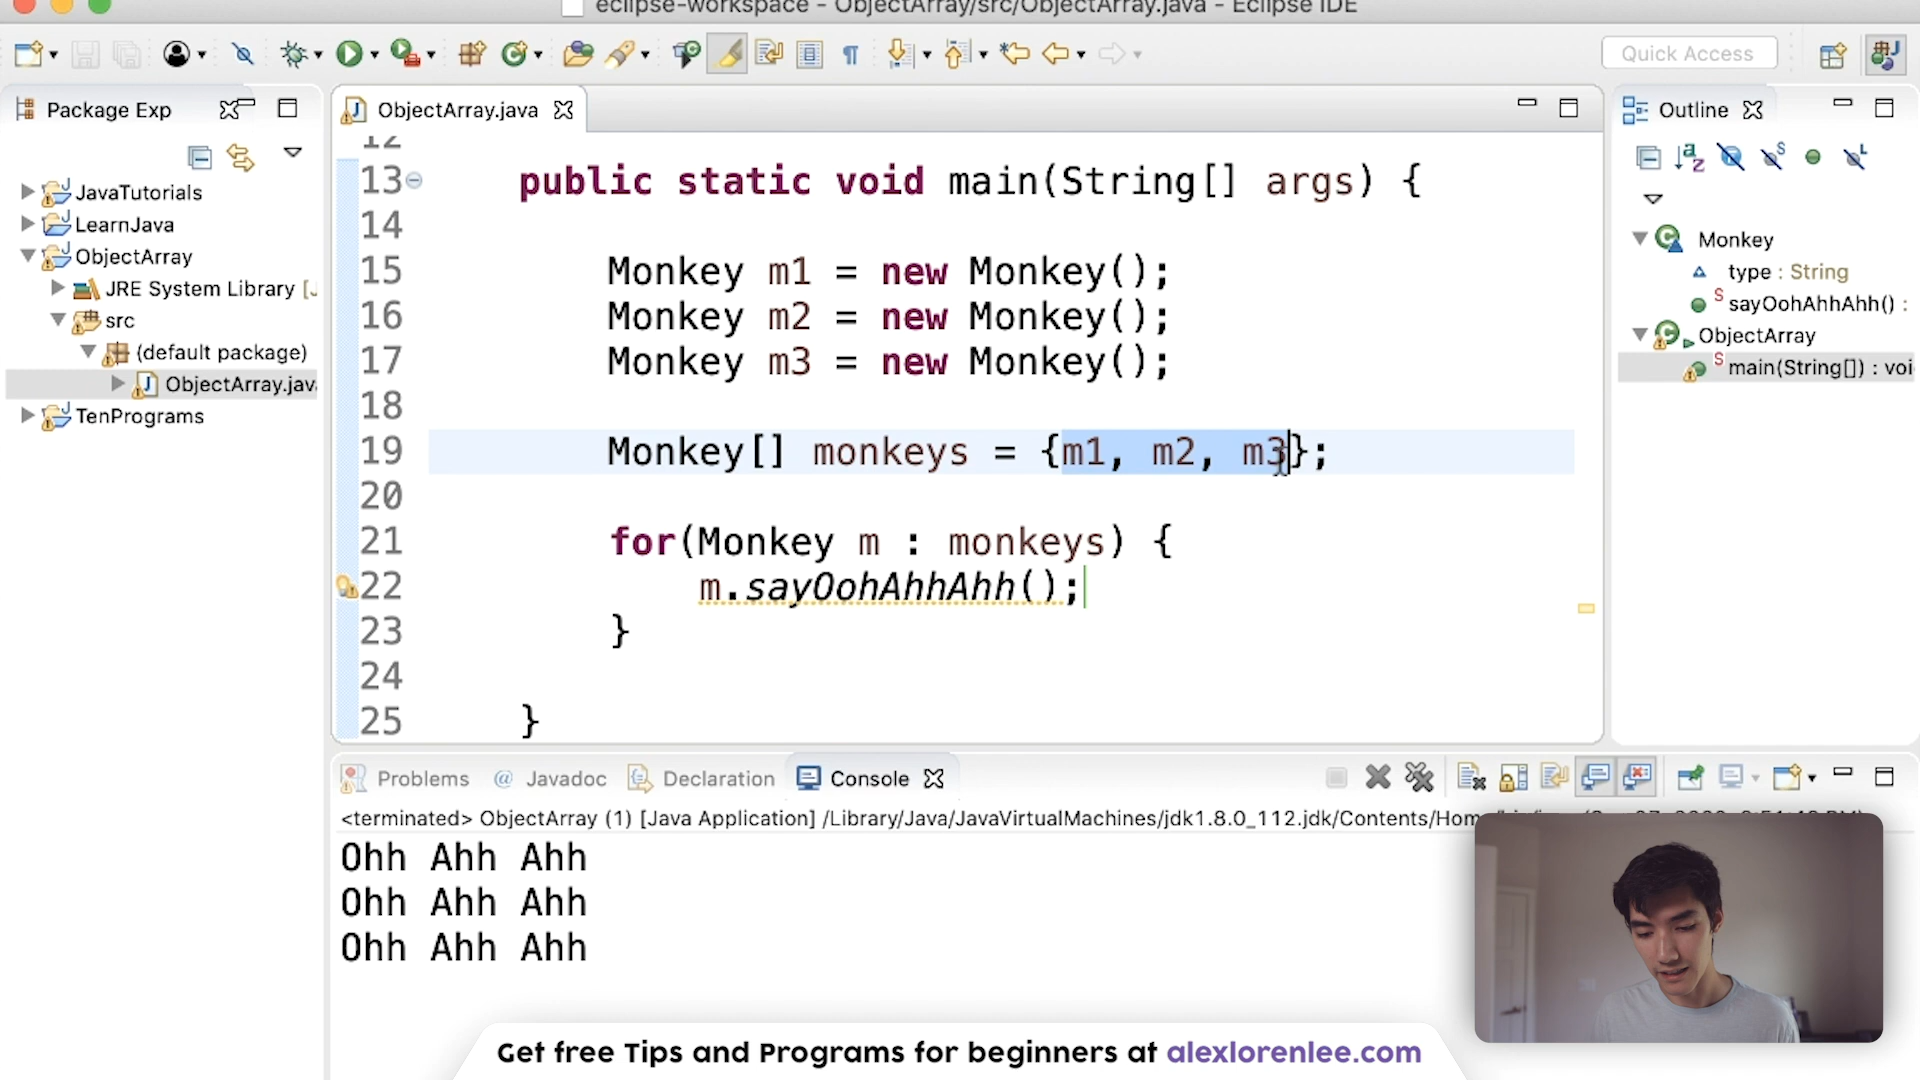 eclipse-workspace - ObjectArray/src/ObjectArray.java - Eclipse IDE
Quick Access
Package Exp
JavaTutorials
LearnJava
ObjectArray
JRE System Library [J
src
(default package)
ObjectArray.jav
TenPrograms
ObjectArray.java
12
13 public static void main(String[] args) {
14
15 Monkey m1 = new Monkey();
16 Monkey m2 = new Monkey();
17 Monkey m3 = new Monkey();
18
19 Monkey[] monkeys = {m1, m2, m3};
20
21 for(Monkey m : monkeys) {
22 m.sayOohAhhAhh();
23 }
24
25 }
Outline
Monkey
type : String
sayOohAhhAhh() :
ObjectArray
main(String[]) : voi
Problems @ Javadoc Declaration Console
<terminated> ObjectArray (1) [Java Application] /Library/Java/JavaVirtualMachines/jdk1.8.0_112.jdk/Contents/Hom
Ohh Ahh Ahh
Ohh Ahh Ahh
Ohh Ahh Ahh
Get free Tips and Programs for beginners at alexlorenlee.com